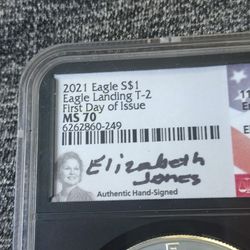 2021 Eagle S$1
Eagle Landing T-2
First Day of Issue
MS 70
6262860-249
Elizabeth
Jones
Authentic Hand-Signed